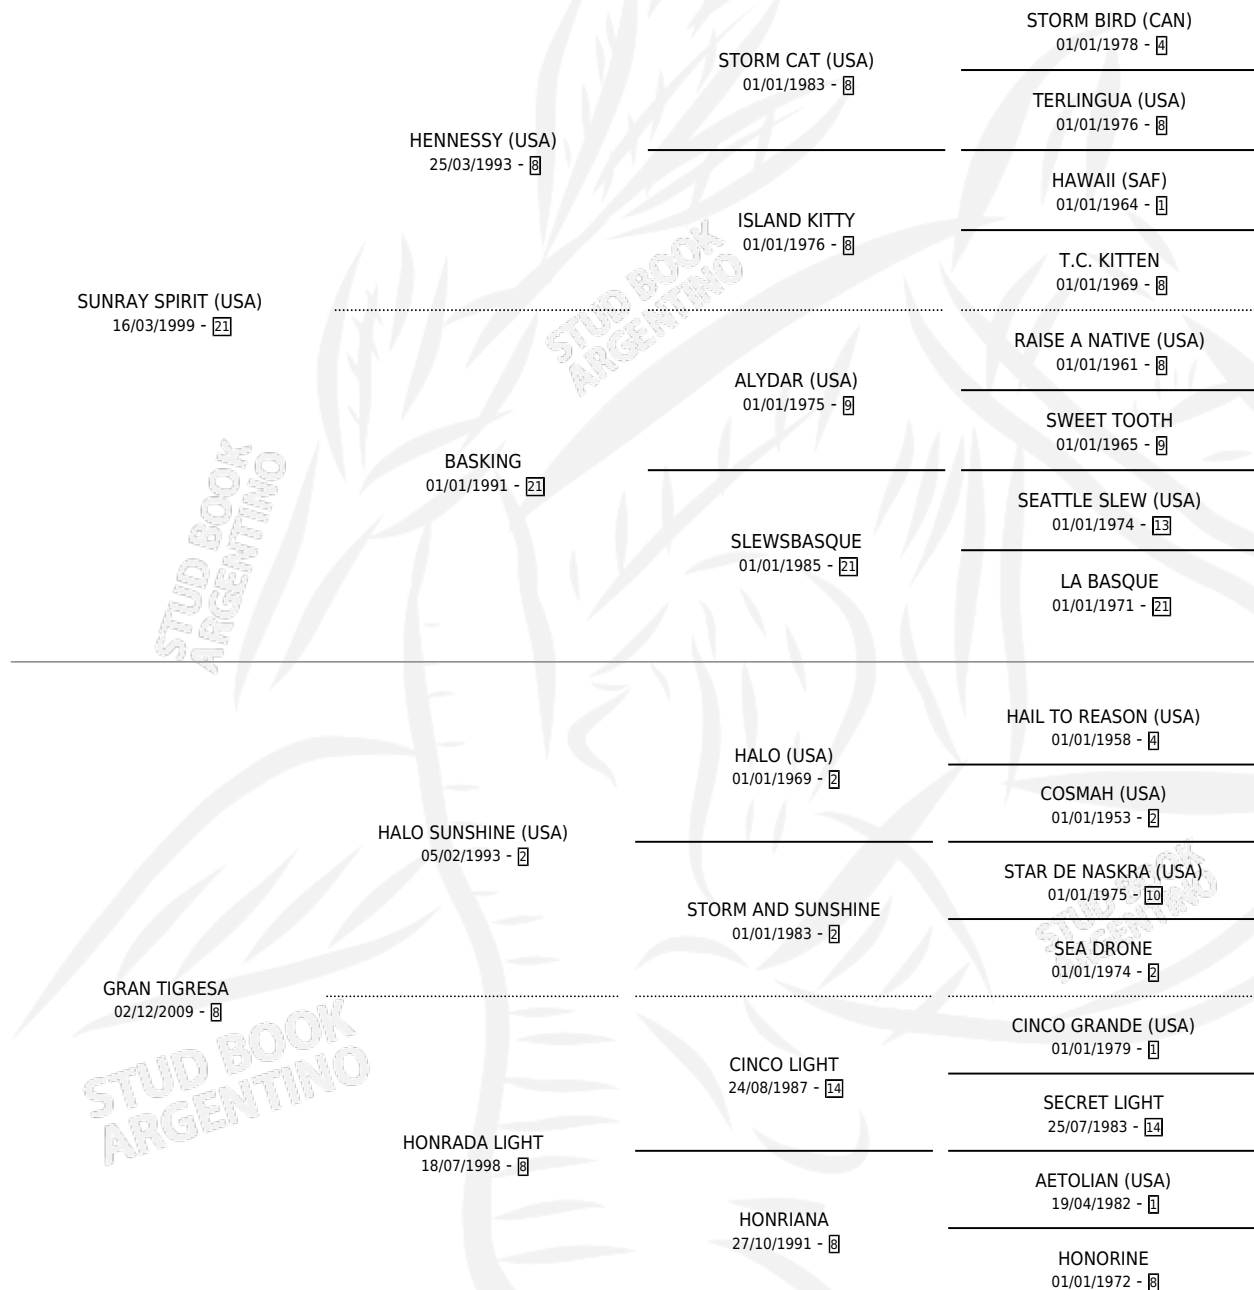 STORM BIRD (CAN)
01/01/1978 - 4
STORM CAT (USA)
01/01/1983 - 8
TERLINGUA (USA)
01/01/1976 - 8
HENNESSY (USA)
25/03/1993 - 8
HAWAII (SAF)
01/01/1964 - 1
ISLAND KITTY
01/01/1976 - 8
T.C. KITTEN
01/01/1969 - 8
SUNRAY SPIRIT (USA)
16/03/1999 - 21
RAISE A NATIVE (USA)
01/01/1961 - 8
ALYDAR (USA)
01/01/1975 - 9
SWEET TOOTH
01/01/1965 - 9
BASKING
01/01/1991 - 21
SEATTLE SLEW (USA)
01/01/1974 - 13
SLEWSBASQUE
01/01/1985 - 21
LA BASQUE
01/01/1971 - 21
HAIL TO REASON (USA)
01/01/1958 - 4
HALO (USA)
01/01/1969 - 2
COSMAH (USA)
01/01/1953 - 2
HALO SUNSHINE (USA)
05/02/1993 - 2
STAR DE NASKRA (USA)
01/01/1975 - 10
STORM AND SUNSHINE
01/01/1983 - 2
SEA DRONE
01/01/1974 - 2
GRAN TIGRESA
02/12/2009 - 8
CINCO GRANDE (USA)
01/01/1979 - 1
CINCO LIGHT
24/08/1987 - 14
SECRET LIGHT
25/07/1983 - 14
HONRADA LIGHT
18/07/1998 - 8
AETOLIAN (USA)
19/04/1982 - 1
HONRIANA
27/10/1991 - 8
HONORINE
01/01/1972 - 8
STUD BOOK
ARGENTINO
STUD BOOK
ARGENTINO
STUD BOOK
ARGENTINO
STUD BOOK
ARGENTINO